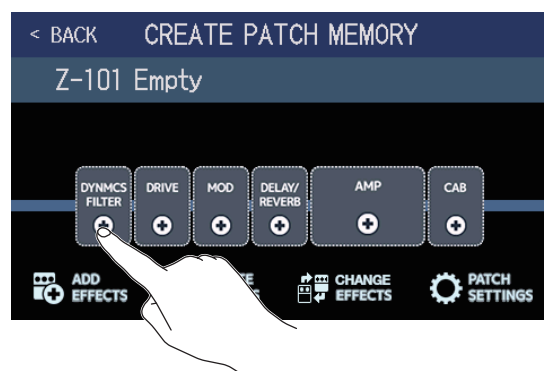 < BACK CREATE PATCH MEMORY
Z-101 Empty
DYNMCS
FILTER
DRIVE
MOD
DELAY/
REVERB
AMP
CAB
ADD
EFFECTS
CHANGE
EFFECTS
PATCH
SETTINGS